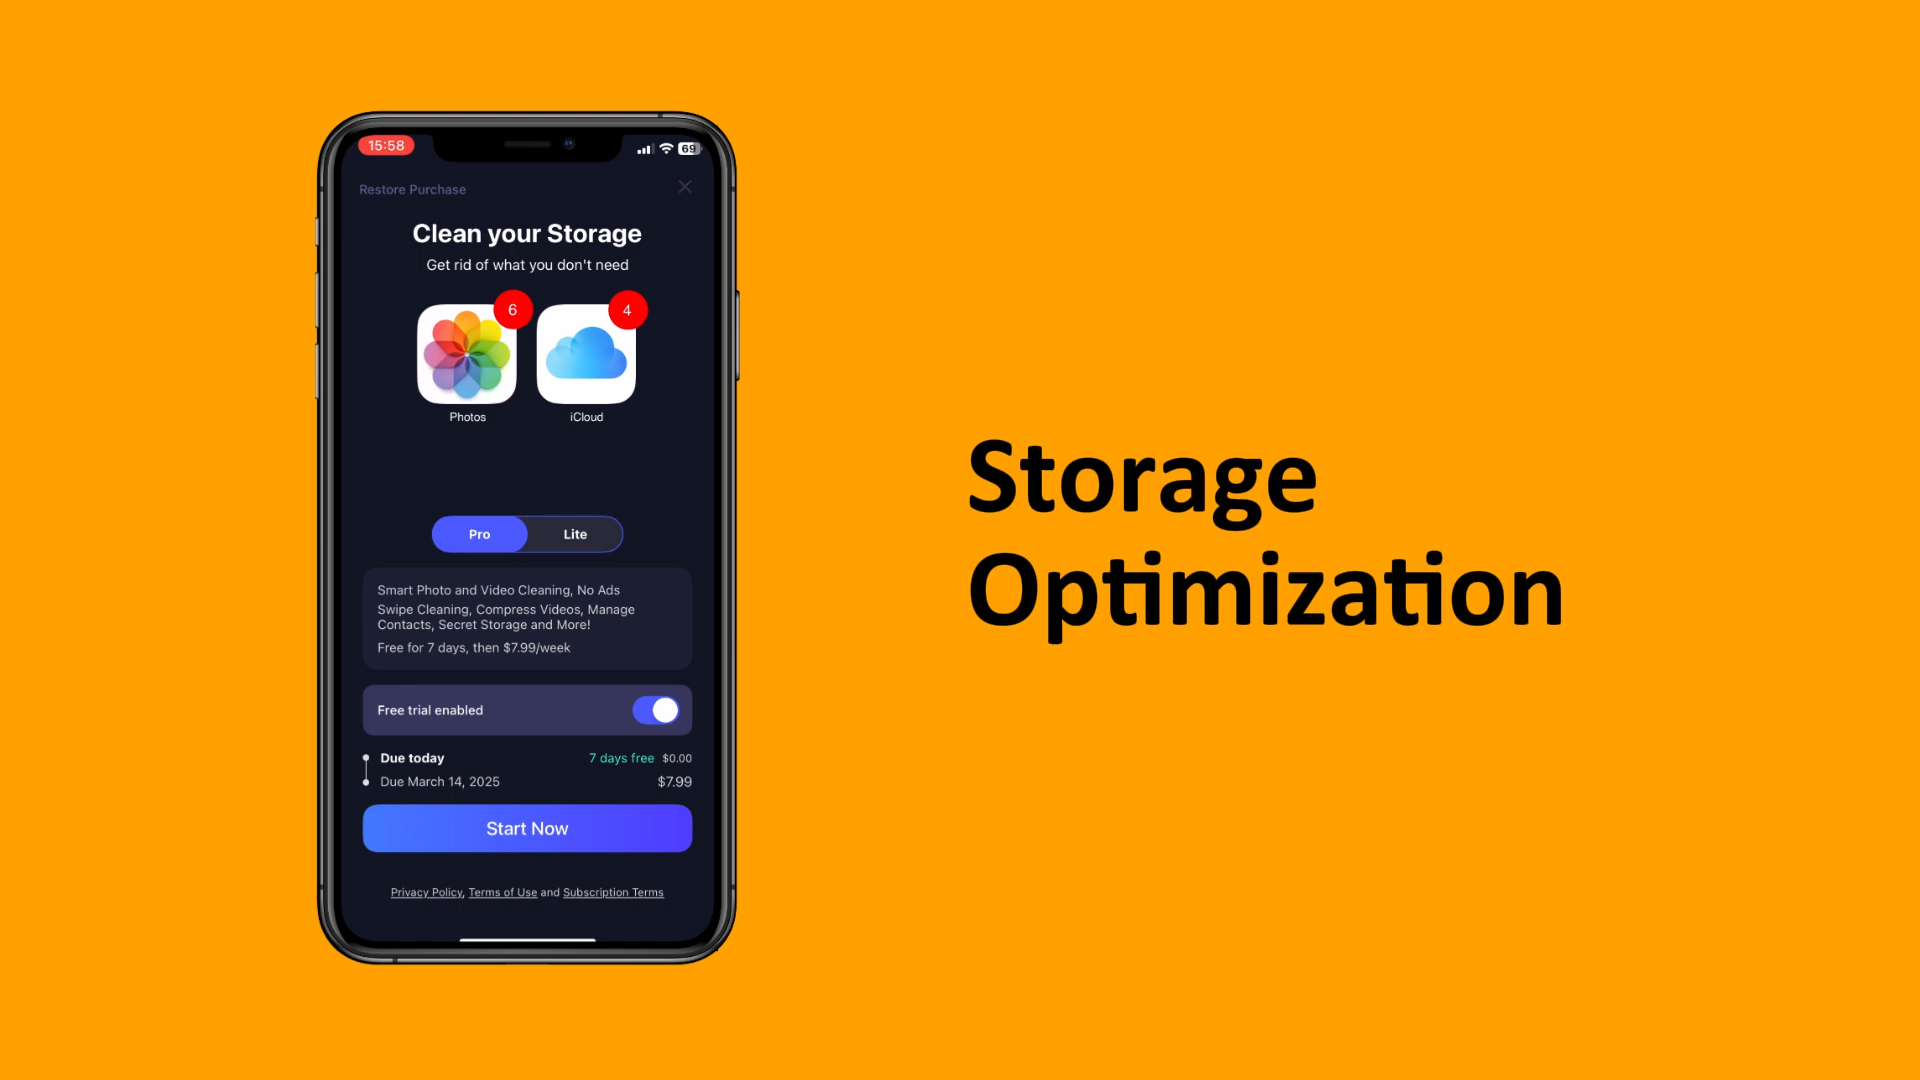 15:58
69
Restore Purchase
Clean your Storage
Get rid of what you don't need
6
4
Photos
iCloud
Pro
Lite
Smart Photo and Video Cleaning, No Ads
Swipe Cleaning, Compress Videos, Manage
Contacts, Secret Storage and More!
Free for 7 days, then $7.99/week
Free trial enabled
Due today 7 days free $0.00
Due March 14, 2025 $7.99
Start Now
Privacy Policy, Terms of Use and Subscription Terms
Storage
Optimization